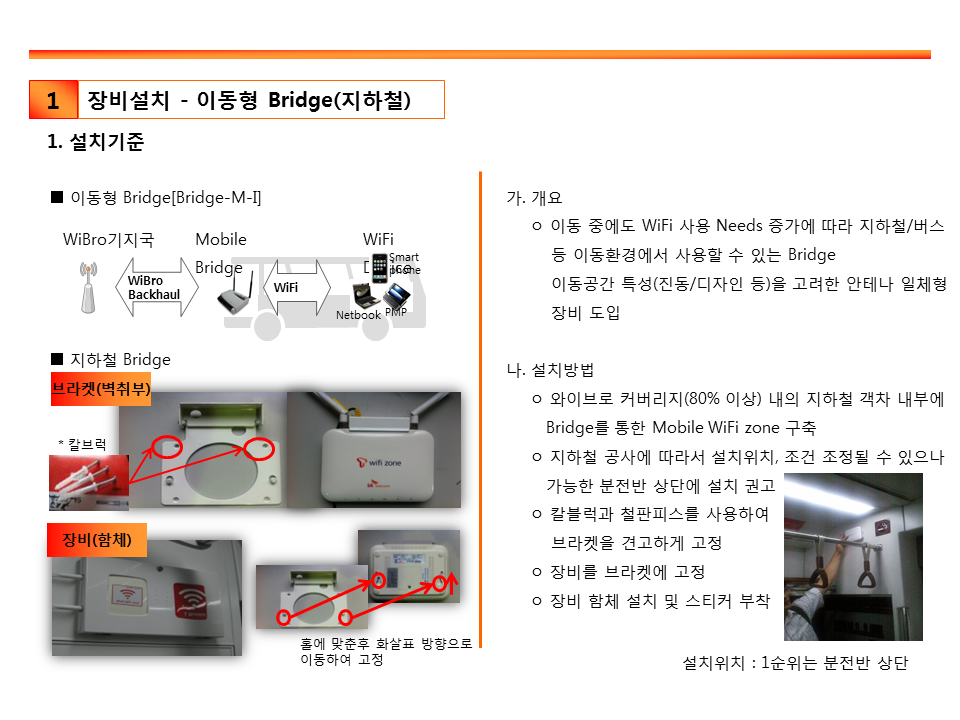 1 장비설치 - 이동형 Bridge(지하철)
1. 설치기준
■ 이동형 Bridge[Bridge-M-I]
WiBro기지국
Mobile
Bridge
WiFi
Smart
phone
WiBro
Backhaul
WiFi
Netbook
PMP
■ 지하철 Bridge
브라켓(벽취부)
* 칼브럭
wifi zone
SK telecom
장비(함체)
홀에 맞춘후 화살표 방향으로
이동하여 고정
가. 개요
ㅇ 이동 중에도 WiFi 사용 Needs 증가에 따라 지하철/버스
등 이동환경에서 사용할 수 있는 Bridge
이동공간 특성(진동/디자인 등)을 고려한 안테나 일체형
장비 도입
나. 설치방법
ㅇ 와이브로 커버리지(80% 이상) 내의 지하철 객차 내부에
Bridge를 통한 Mobile WiFi zone 구축
ㅇ 지하철 공사에 따라서 설치위치, 조건 조정될 수 있으나
가능한 분전반 상단에 설치 권고
ㅇ 칼블럭과 철판피스를 사용하여
브라켓을 견고하게 고정
ㅇ 장비를 브라켓에 고정
ㅇ 장비 함체 설치 및 스티커 부착
설치위치 : 1순위는 분전반 상단